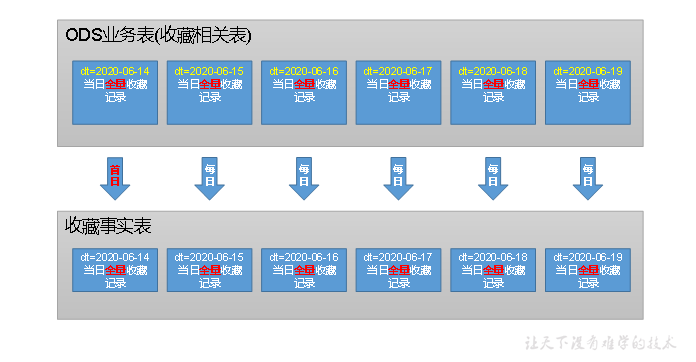 ODS业务表(收藏相关表)
dt=2020-06-14
当日全量收藏
记录
dt=2020-06-15
当日全量收藏
记录
dt=2020-06-16
当日全量收藏
记录
dt=2020-06-17
当日全量收藏
记录
dt=2020-06-18
当日全量收藏
记录
dt=2020-06-19
当日全量收藏
记录
首
日
每
日
每
日
每
日
每
日
每
日
收藏事实表
dt=2020-06-14
当日全量收藏
记录
dt=2020-06-15
当日全量收藏
记录
dt=2020-06-16
当日全量收藏
记录
dt=2020-06-17
当日全量收藏
记录
dt=2020-06-18
当日全量收藏
记录
dt=2020-06-19
当日全量收藏
记录
让天下没有难学的技术